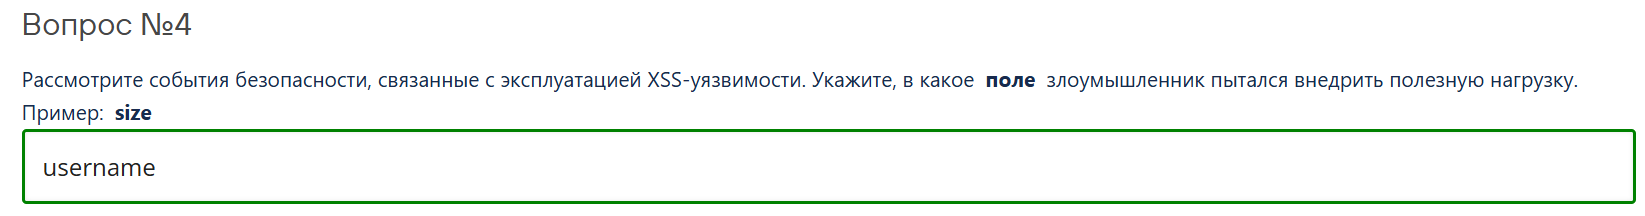 Вопрос №4
Рассмотрите события безопасности, связанные с эксплуатацией XSS-уязвимости. Укажите, в какое поле злоумышленник пытался внедрить полезную нагрузку.
Пример: size
username